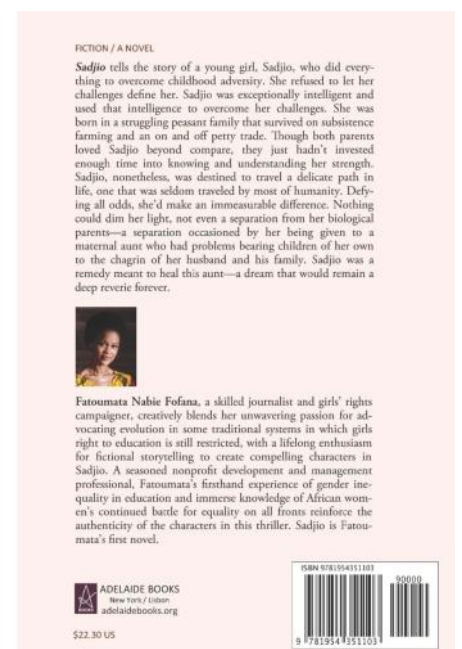 FICTION / A NOVEL
Sadjio tells the story of a young girl, Sadjio, who did every-
thing to overcome childhood adversity. She refused to let her
challenges define her. Sadjio was exceptionally intelligent and
used that intelligence to overcome her challenges. She was
born in a struggling peasant family that survived on subsistence
farming and an on and off petty trade. Though both parents
loved Sadjio beyond compare, they just hadn't invested
enough time into knowing and understanding her strength.
Sadjio, nonetheless, was destined to travel a delicate path in
life, one that was seldom traveled by most of humanity. Defy-
ing all odds, she'd make an immeasurable difference. Nothing
could dim her light, not even a separation from her biological
parents—a separation occasioned by her being given to a
maternal aunt who had problems bearing children of her own
to the chagrin of her husband and his family. Sadjio was a
remedy meant to heal this aunt—a dream that would remain a
deep reverie forever.
Fatoumata Nabie Fofana, a skilled journalist and girls' rights
campaigner, creatively blends her unwavering passion for ad-
vocating evolution in some traditional systems in which girls
right to education is still restricted, with a lifelong enthusiasm
for fictional storytelling to create compelling characters in
Sadjio. A seasoned nonprofit development and management
professional, Fatoumata's firsthand experience of gender ine-
quality in education and immerse knowledge of African wom-
en's continued battle for equality on all fronts reinforce the
authenticity of the characters in this thriller. Sadjio is Fatou-
mata's first novel.
ADELAIDE BOOKS
New York / Lisbon
adelaidebooks.org
$22.30 US
ISBN 9781954351103
90000
9 781954 351103